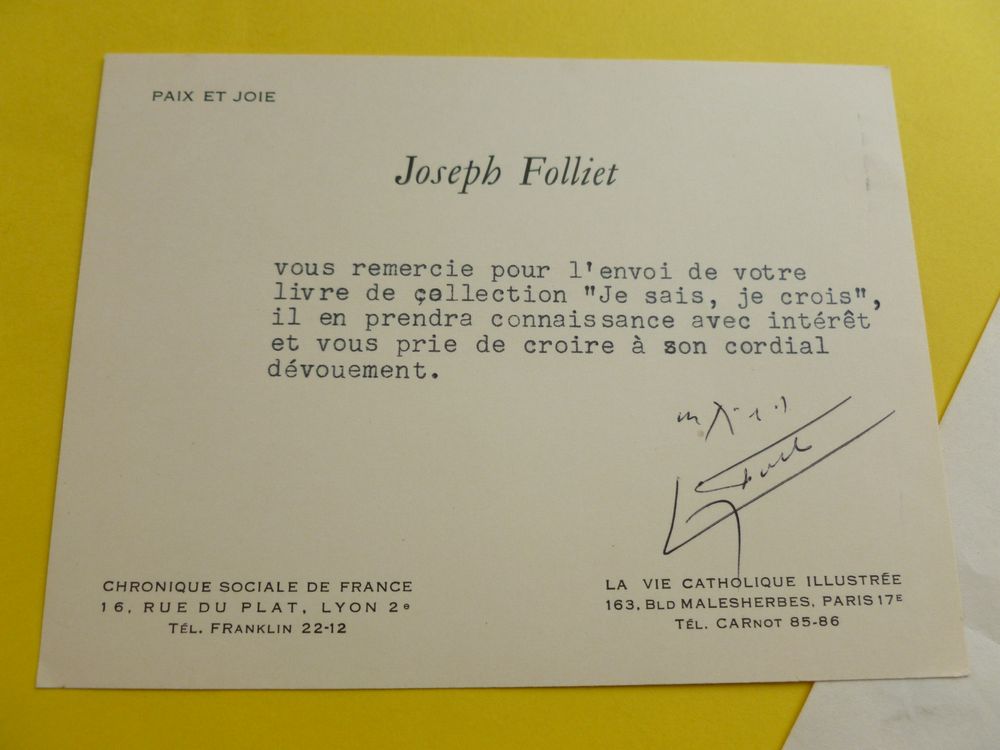 PAIX ET JOIE
Joseph Folliet
vous remercie pour l'envoi de votre
livre de çollection "Je sais, je crois",
il en prendra connaissance avec intérêt
et vous prie de croire à son cordial
dévouement.
CHRONIQUE SOCIALE DE FRANCE
16, RUE DU PLAT, LYON 2e
TÉL. FRANKLIN 22-12
LA VIE CATHOLIQUE ILLUSTRÉE
163, BLD MALESHERBES, PARIS 17E
TÉL. CARNOT 85-86